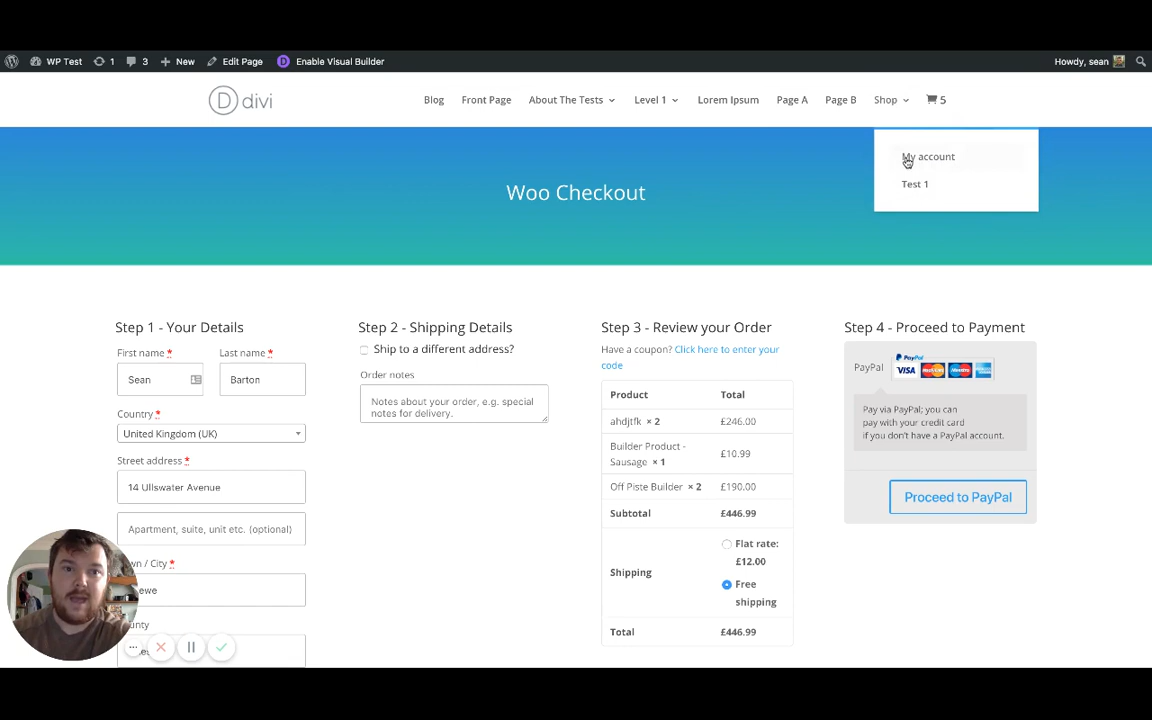 WP Test 1 3 New Edit Page Enable Visual Builder Howdy, sean
D divi Blog Front Page About The Tests Level 1 Lorem Ipsum Page A Page B Shop 5
My account
Test 1
Woo Checkout
Step 1 - Your Details
First name * Last name *
Sean Barton
Country *
United Kingdom (UK)
Street address *
14 Ullswater Avenue
Apartment, suite, unit etc. (optional)
wn / City *
ewe
unty
Step 2 - Shipping Details
Ship to a different address?
Order notes
Notes about your order, e.g. special
notes for delivery.
Step 3 - Review your Order
Have a coupon? Click here to enter your
code
Product Total
ahdjtfk × 2 £246.00
Builder Product -
Sausage × 1 £10.99
Off Piste Builder × 2 £190.00
Subtotal £446.99
Shipping
Flat rate:
£12.00
Free
shipping
Total £446.99
Step 4 - Proceed to Payment
PayPal PayPal VISA
Pay via PayPal; you can
pay with your credit card
if you don't have a PayPal account.
Proceed to PayPal